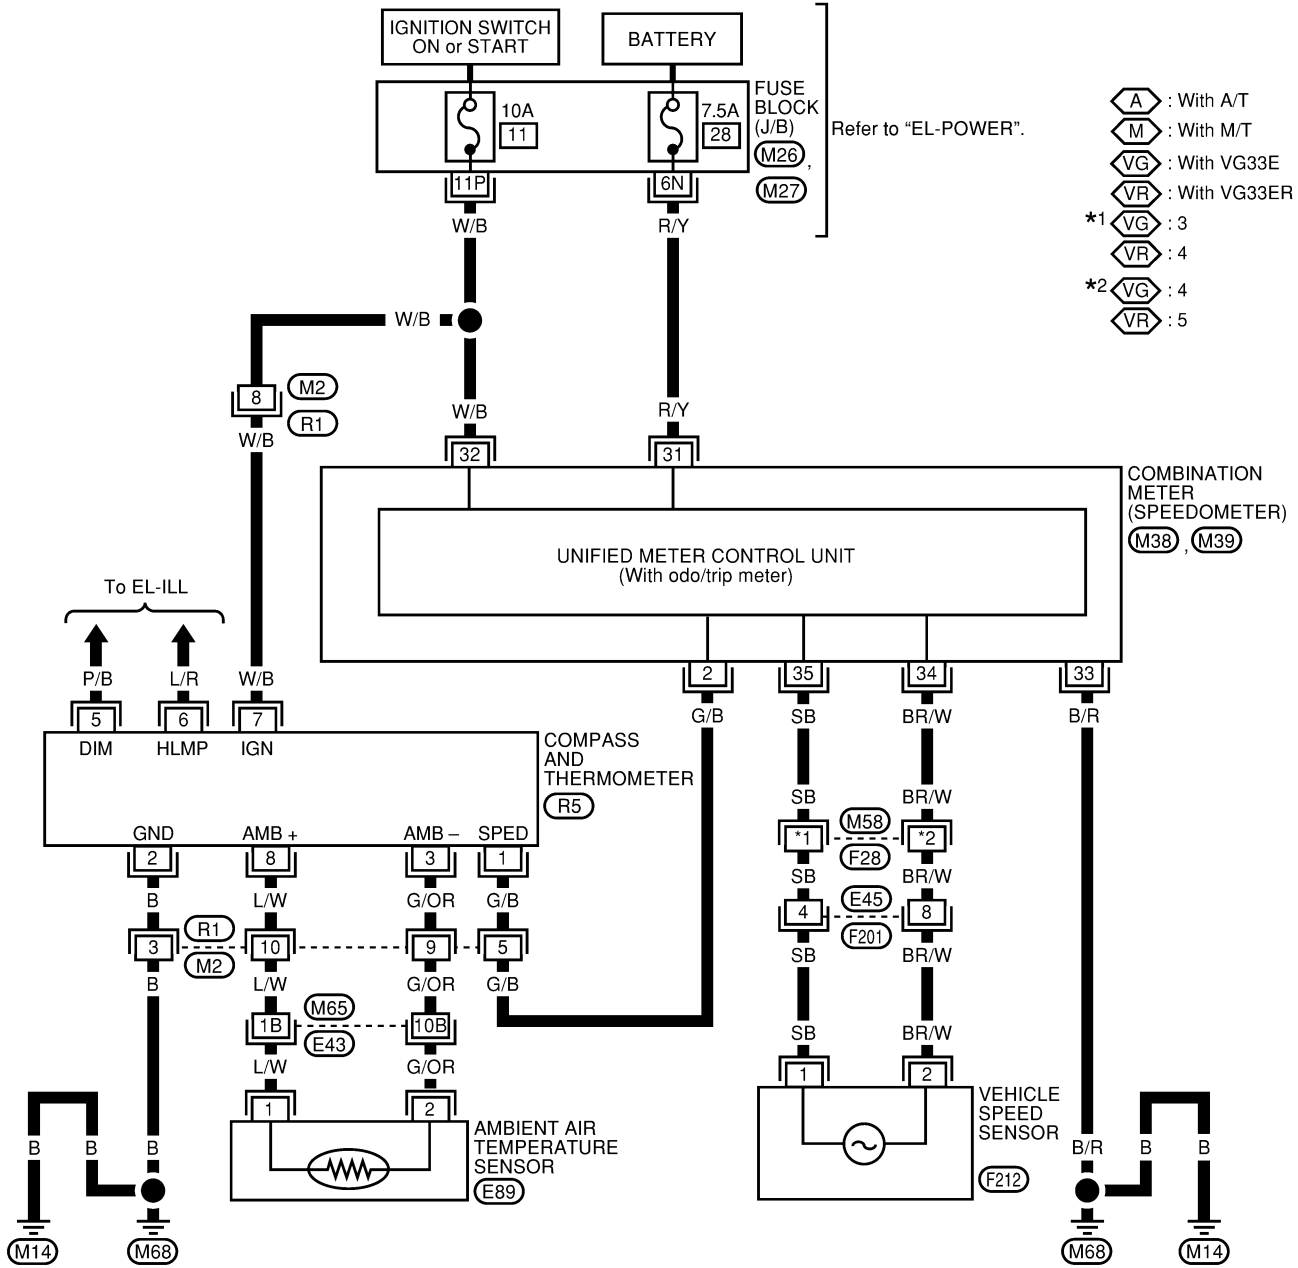 IGNITION SWITCH
ON or START
BATTERY
10A
11
7.5A
28
FUSE
BLOCK
(J/B)
M26 ,
M27
Refer to “EL-POWER”.
A : With A/T
M : With M/T
VG : With VG33E
VR : With VG33ER
*1 VG : 3
VR : 4
*2 VG : 4
VR : 5
11P
6N
W/B
R/Y
W/B
8
M2
R1
W/B
W/B
R/Y
32
31
COMBINATION
METER
(SPEEDOMETER)
M38 , M39
UNIFIED METER CONTROL UNIT
(With odo/trip meter)
To EL-ILL
P/B
L/R
W/B
5
6
7
DIM
HLMP
IGN
COMPASS
AND
THERMOMETER
R5
2
35
34
33
G/B
SB
BR/W
B/R
GND
AMB +
AMB –
SPED
2
8
3
1
B
L/W
G/OR
G/B
SB
BR/W
*1
M58
F28
*2
SB
BR/W
4
E45
F201
8
SB
BR/W
3
R1
M2
10
9
5
B
L/W
G/OR
G/B
1B
M65
E43
10B
L/W
G/OR
SB
BR/W
1
2
1
2
AMBIENT AIR
TEMPERATURE
SENSOR
E89
VEHICLE
SPEED
SENSOR
F212
B
B
B
B/R
B
B
M14
M68
M68
M14